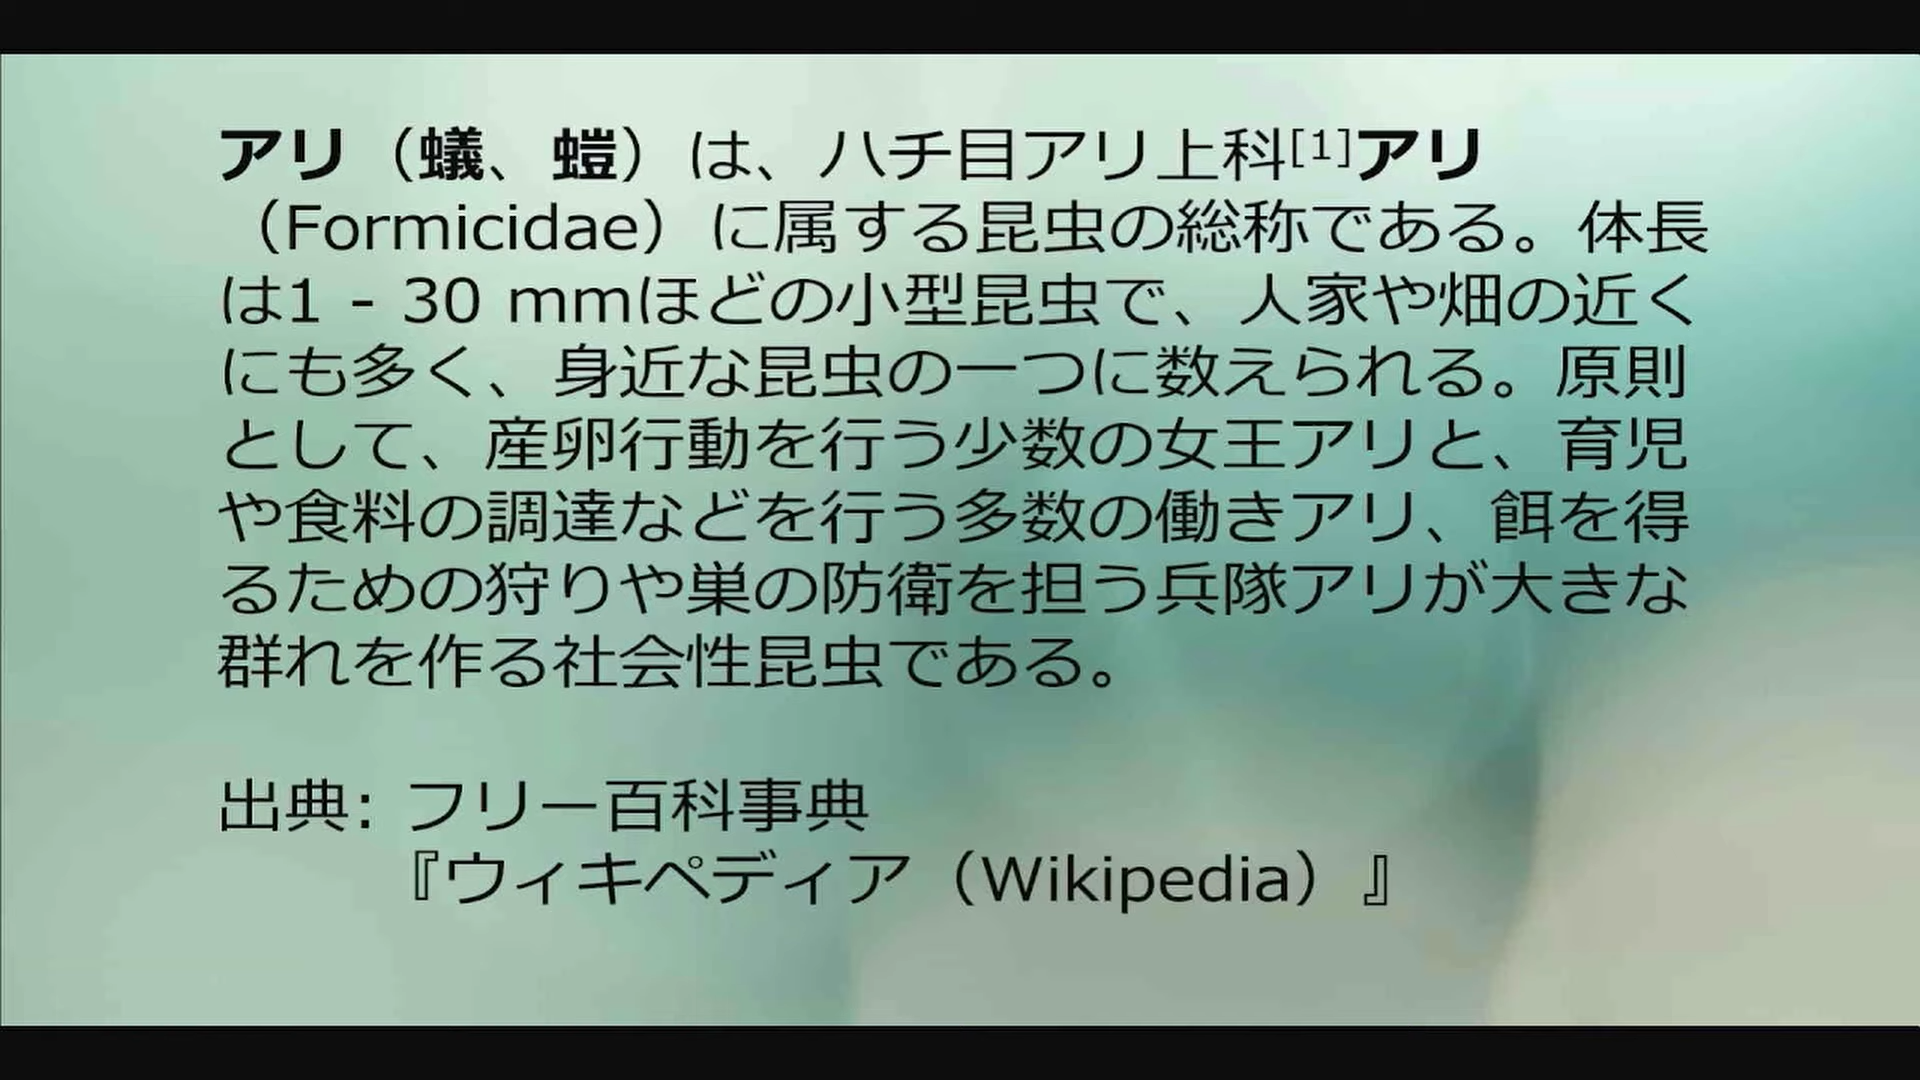 アリ（蟻、螘）は、ハチ目アリ上科[1]アリ
（Formicidae）に属する昆虫の総称である。体長
は1 - 30 mmほどの小型昆虫で、人家や畑の近く
にも多く、身近な昆虫の一つに数えられる。原則
として、産卵行動を行う少数の女王アリと、育児
や食料の調達などを行う多数の働きアリ、餌を得
るための狩りや巣の防衛を担う兵隊アリが大きな
群れを作る社会性昆虫である。
出典: フリー百科事典
『ウィキペディア（Wikipedia）』